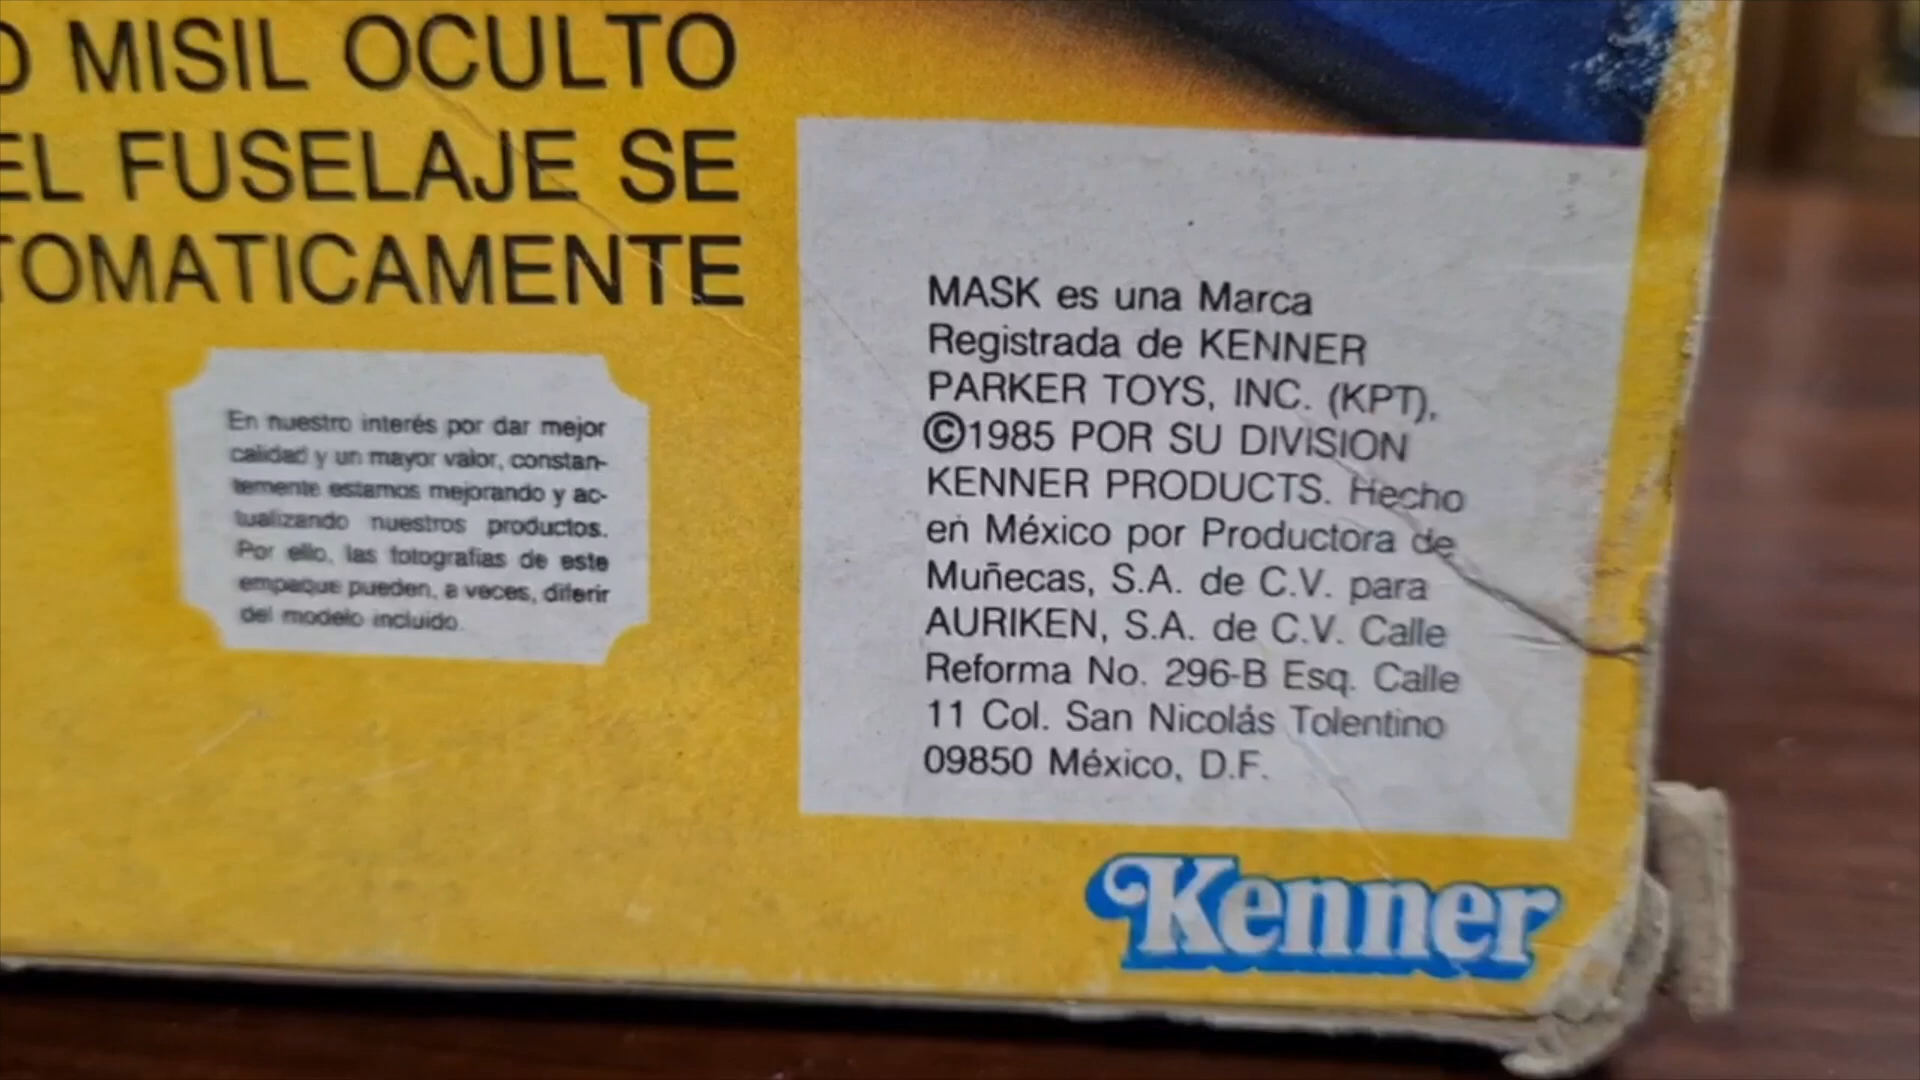 MISIL OCULTO
EL FUSELAJE SE
TOMATICAMENTE
En nuestro interés por dar mejor
calidad y un mayor valor, constan-
temente estamos mejorando y ac-
tualizando nuestros productos.
Por ello, las fotografías de este
empaque pueden, a veces, diferir
del modelo incluido.
MASK es una Marca
Registrada de KENNER
PARKER TOYS, INC. (KPT),
©1985 POR SU DIVISION
KENNER PRODUCTS. Hecho
en México por Productora de
Muñecas, S.A. de C.V. para
AURIKEN, S.A. de C.V. Calle
Reforma No. 296-B Esq. Calle
11 Col. San Nicolás Tolentino
09850 México, D.F.
Kenner